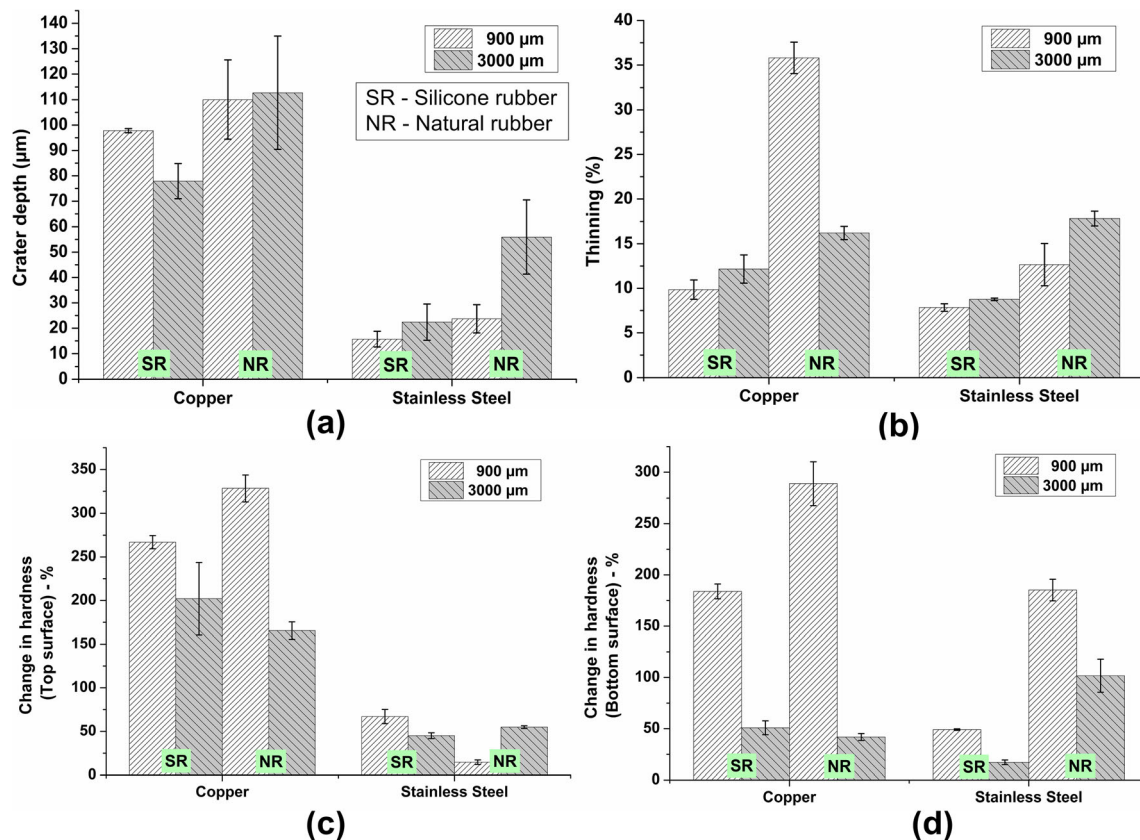 Crater depth (µm)
140
130
120
110
100
90
80
70
60
50
40
30
20
10
0
900 µm
3000 µm
SR - Silicone rubber
NR - Natural rubber
SR
NR
SR
NR
Copper
Stainless Steel
(a)
Thinning (%)
40
35
30
25
20
15
10
5
0
900 µm
3000 µm
SR
NR
SR
NR
Copper
Stainless Steel
(b)
Change in hardness
(Top surface) - %
350
300
250
200
150
100
50
0
900 µm
3000 µm
SR
NR
SR
NR
Copper
Stainless Steel
(c)
Change in hardness
(Bottom surface) - %
300
250
200
150
100
50
0
900 µm
3000 µm
SR
NR
SR
NR
Copper
Stainless Steel
(d)